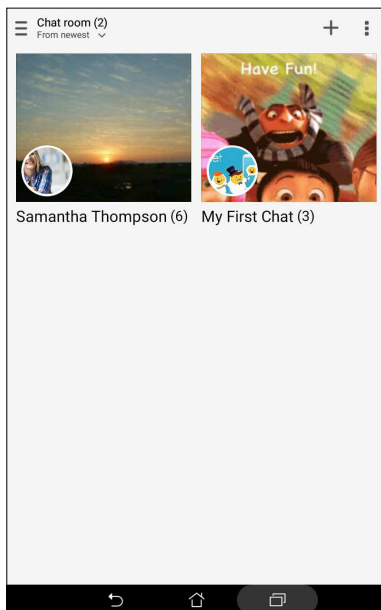 Chat room (2)
From newest
Have Fun!
Samantha Thompson (6)
My First Chat (3)